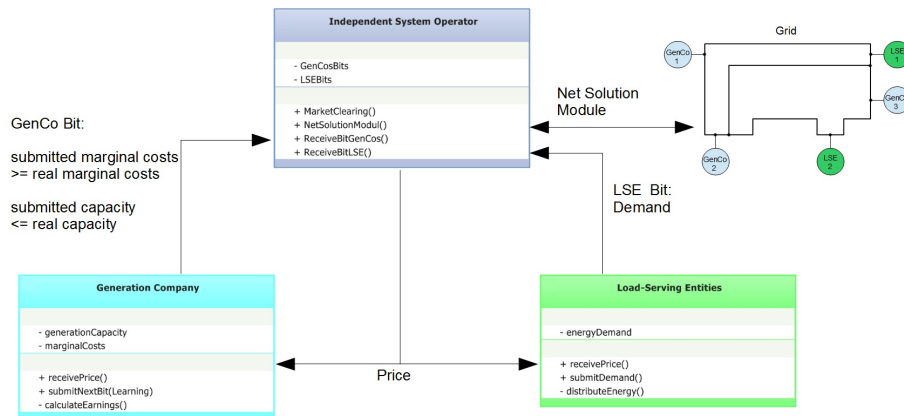 Independent System Operator
- GenCosBits
- LSEBits
+ MarketClearing()
+ NetSolutionModul()
+ ReceiveBitGenCos()
+ ReceiveBitLSE()
Net Solution
Module
Grid
GenCo
1
LSE
1
GenCo
3
GenCo
2
LSE
2
GenCo Bit:
submitted marginal costs
>= real marginal costs
submitted capacity
<= real capacity
LSE Bit:
Demand
Generation Company
- generationCapacity
- marginalCosts
+ receivePrice()
+ submitNextBit(Learning)
- calculateEarnings()
Price
Load-Serving Entities
- energyDemand
+ receivePrice()
+ submitDemand()
- distributeEnergy()